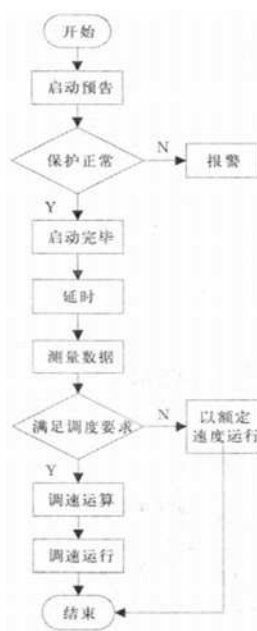 开始
启动预告
保护正常
N
报警
Y
启动完毕
延时
测量数据
满足调度要求
N
以额定
速度运行
Y
调速运算
调速运行
结束